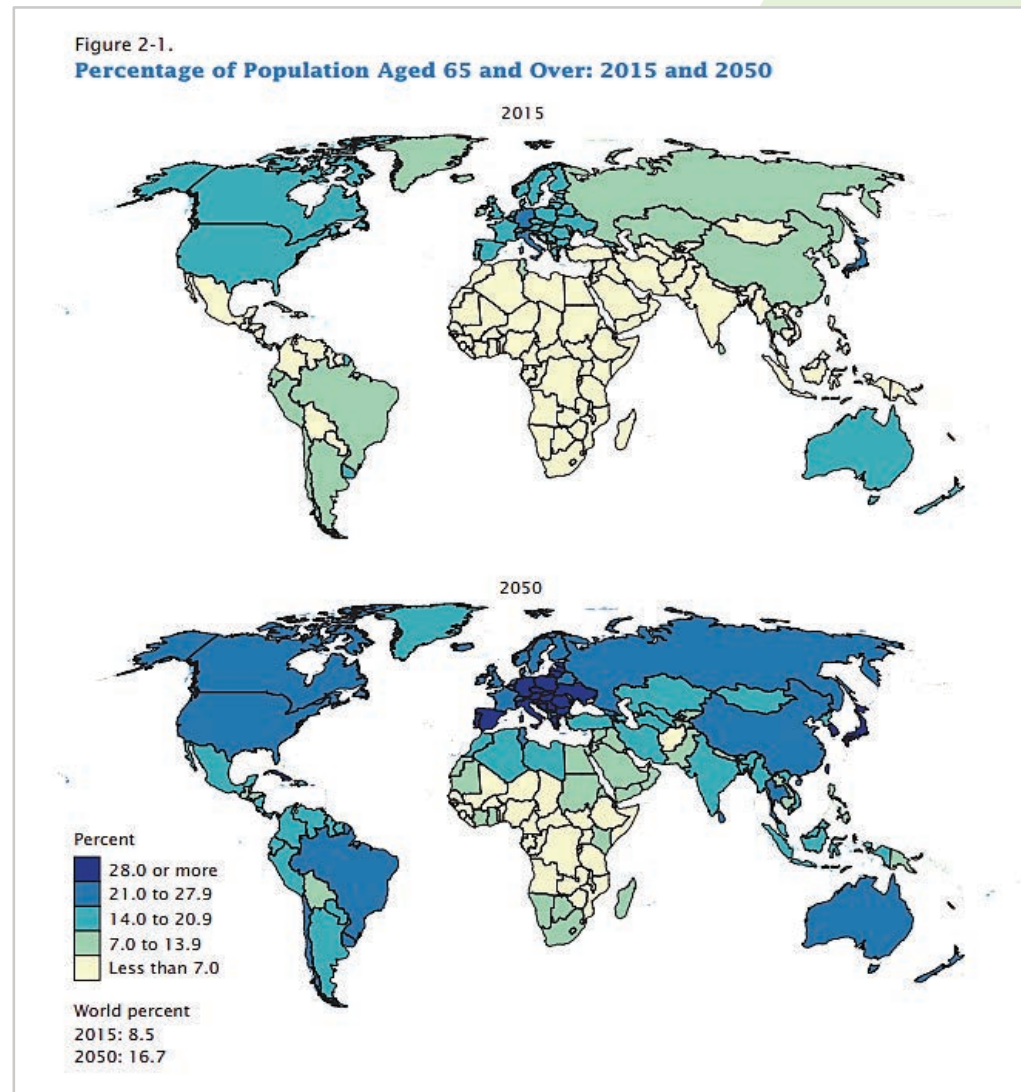 Figure 2-1.
Percentage of Population Aged 65 and Over: 2015 and 2050
2015
2050
Percent
28.0 or more
21.0 to 27.9
14.0 to 20.9
7.0 to 13.9
Less than 7.0
World percent
2015: 8.5
2050: 16.7